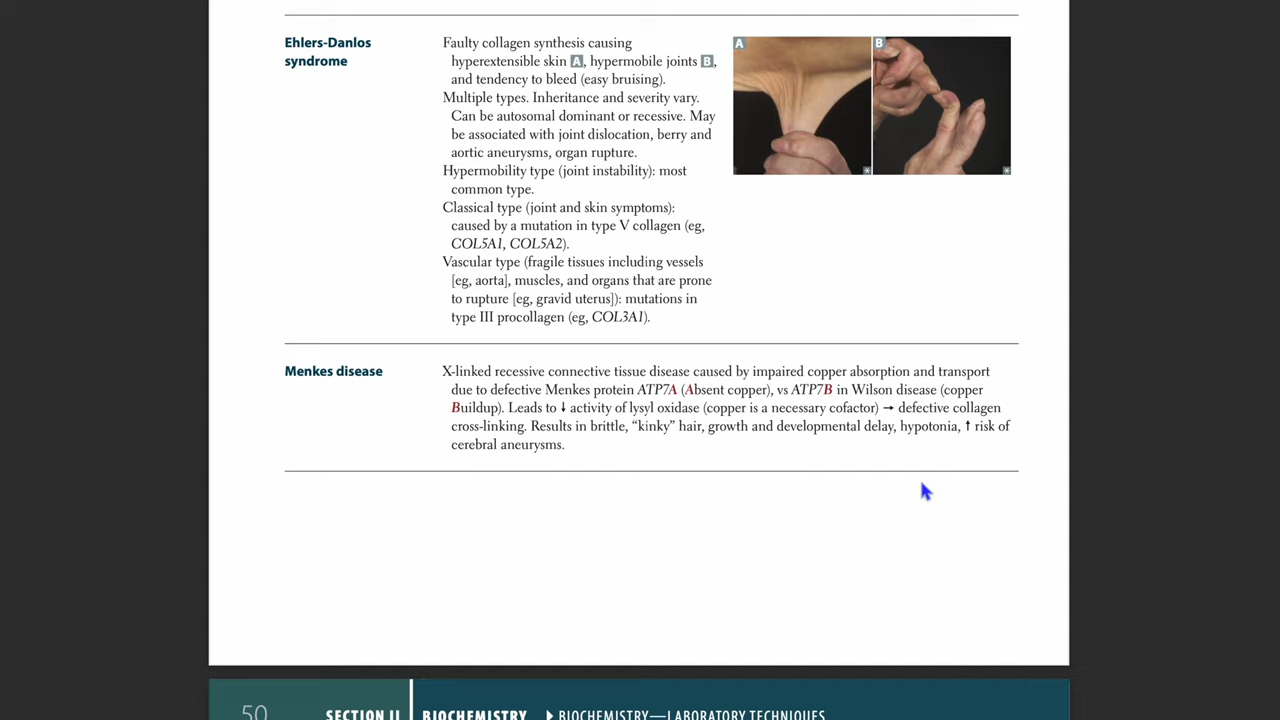 Ehlers-Danlos
syndrome
Faulty collagen synthesis causing
hyperextensible skin A, hypermobile joints B,
and tendency to bleed (easy bruising).
Multiple types. Inheritance and severity vary.
Can be autosomal dominant or recessive. May
be associated with joint dislocation, berry and
aortic aneurysms, organ rupture.
Hypermobility type (joint instability): most
common type.
Classical type (joint and skin symptoms):
caused by a mutation in type V collagen (eg,
COL5A1, COL5A2).
Vascular type (fragile tissues including vessels
[eg, aorta], muscles, and organs that are prone
to rupture [eg, gravid uterus]): mutations in
type III procollagen (eg, COL3A1).
A
B
Menkes disease
X-linked recessive connective tissue disease caused by impaired copper absorption and transport
due to defective Menkes protein ATP7A (Absent copper), vs ATP7B in Wilson disease (copper
Buildup). Leads to ↓ activity of lysyl oxidase (copper is a necessary cofactor) → defective collagen
cross-linking. Results in brittle, “kinky” hair, growth and developmental delay, hypotonia, ↑ risk of
cerebral aneurysms.
50 SECTION II BIOCHEMISTRY ▶ BIOCHEMISTRY—LABORATORY TECHNIQUES